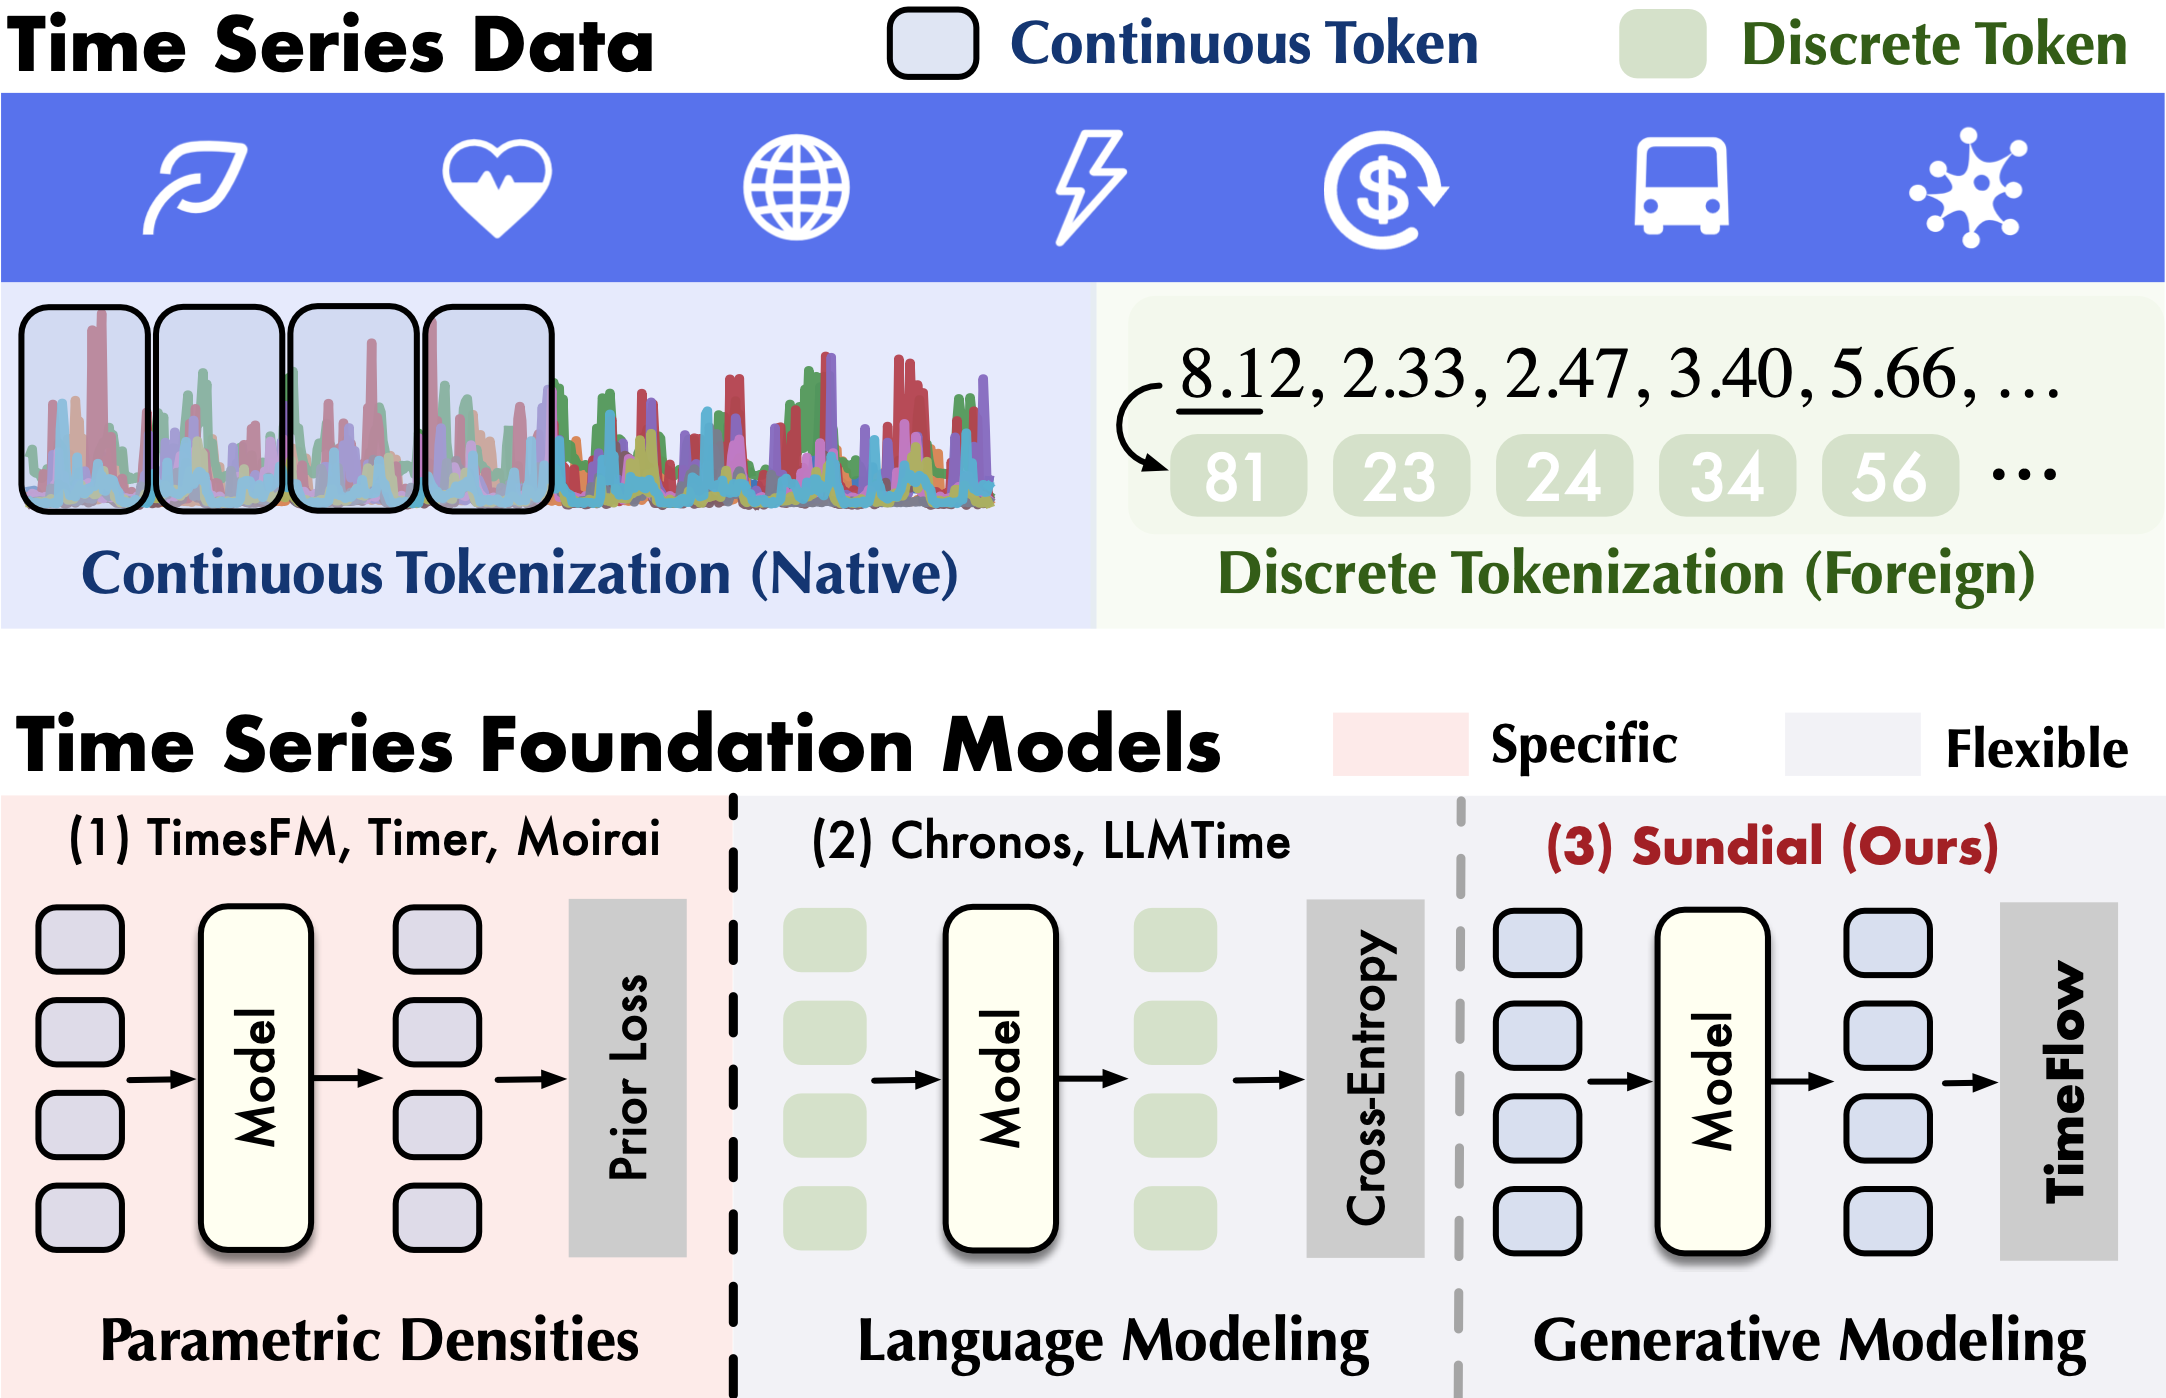 Time Series Data
Continuous Token
Discrete Token
8.12, 2.33, 2.47, 3.40, 5.66, ...
81 23 24 34 56 ...
Continuous Tokenization (Native)
Discrete Tokenization (Foreign)
Time Series Foundation Models
Specific
Flexible
(1) TimesFM, Timer, Moirai
Model
Prior Loss
Parametric Densities
(2) Chronos, LLMTime
Model
Cross-Entropy
Language Modeling
(3) Sundial (Ours)
Model
TimeFlow
Generative Modeling